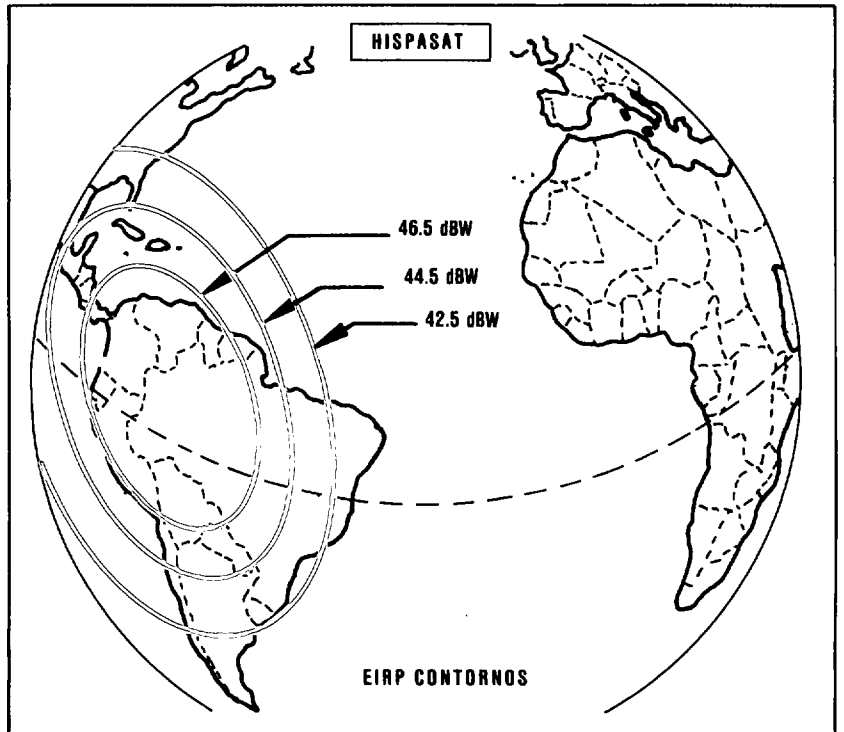 HISPASAT
46.5 dBW
44.5 dBW
42.5 dBW
EIRP CONTORNOS